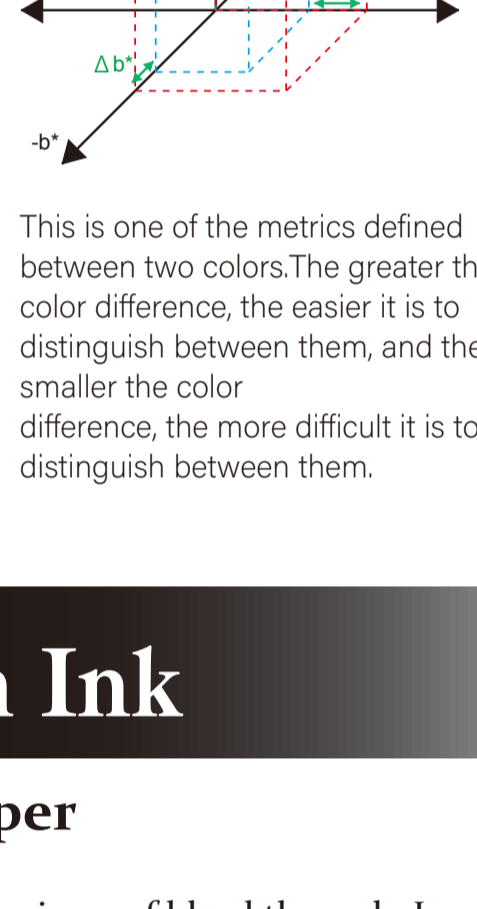 Δb*
-b*
This is one of the metrics defined
between two colors.The greater th
color difference, the easier it is to
distinguish between them, and the
smaller the color
difference, the more difficult it is to
distinguish between them.
n Ink
per